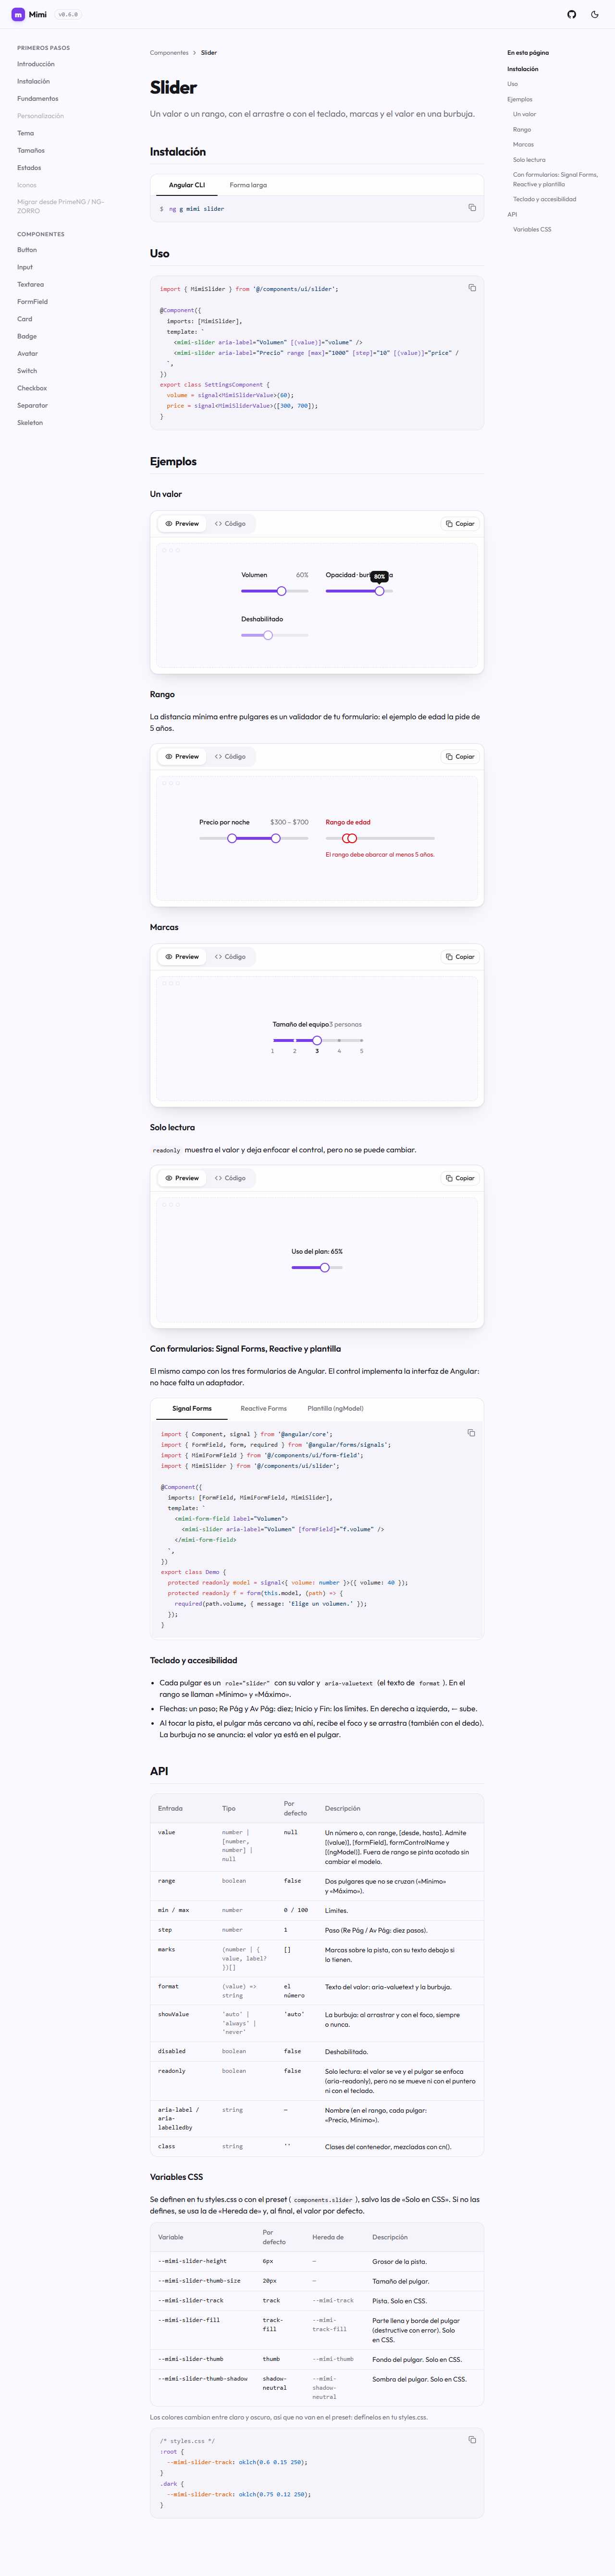 m Mimi v0.6.0
PRIMEROS PASOS
Introducción
Instalación
Fundamentos
Personalización
Tema
Tamaños
Estados
Iconos
Migrar desde PrimeNG / NG-
ZORRO
COMPONENTES
Button
Input
Textarea
FormField
Card
Badge
Avatar
Switch
Checkbox
Separator
Skeleton
Componentes > Slider
Slider
Un valor o un rango, con el arrastre o con el teclado, marcas y el valor en una burbuja.
Instalación
Angular CLI Forma larga
$ ng g mimi slider
Uso
import { MimiSlider } from '@/components/ui/slider';
@Component({
imports: [MimiSlider],
template: `
<mimi-slider aria-label="Volumen" [(value)]="volume" />
<mimi-slider aria-label="Precio" range [max]="1000" [step]="10" [(value)]="price" /
`,
})
export class SettingsComponent {
volume = signal<MimiSliderValue>(60);
price = signal<MimiSliderValue>([300, 700]);
}
Ejemplos
Un valor
Preview Código Copiar
Volumen 60%
80%
Deshabilitado
Rango
La distancia mínima entre pulgares es un validador de tu formulario: el ejemplo de edad la pide de
5 años.
Preview Código Copiar
Precio por noche $300 – $700
Rango de edad
El rango debe abarcar al menos 5 años.
Marcas
Preview Código Copiar
Tamaño del equipo3 personas
1 2 3 4 5
Solo lectura
readonly muestra el valor y deja enfocar el control, pero no se puede cambiar.
Preview Código Copiar
Uso del plan: 65%
Con formularios: Signal Forms, Reactive y plantilla
El mismo campo con los tres formularios de Angular. El control implementa la interfaz de Angular:
no hace falta un adaptador.
Signal Forms Reactive Forms Plantilla (ngModel)
import { Component, signal } from '@angular/core';
import { FormField, form, required } from '@angular/forms/signals';
import { MimiFormField } from '@/components/ui/form-field';
import { MimiSlider } from '@/components/ui/slider';
@Component({
imports: [FormField, MimiFormField, MimiSlider],
template: `
<mimi-form-field label="Volumen">
<mimi-slider aria-label="Volumen" [formField]="f.volume" />
</mimi-form-field>
`,
})
export class Demo {
protected readonly model = signal<{ volume: number }>({ volume: 40 });
protected readonly f = form(this.model, (path) => {
required(path.volume, { message: 'Elige un volumen.' });
});
}
Teclado y accesibilidad
• Cada pulgar es un role="slider" con su valor y aria-valuetext (el texto de format). En el
rango se llaman «Mínimo» y «Máximo».
• Flechas: un paso; Re Pág y Av Pág: diez; Inicio y Fin: los límites. En derecha a izquierda, ← sube.
• Al tocar la pista, el pulgar más cercano va ahí, recibe el foco y se arrastra (también con el dedo).
La burbuja no se anuncia: el valor ya está en el pulgar.
API
Entrada Tipo Por defecto Descripción
value number | [number, number] | null null Un número o, con range, [desde, hasta]. Admite [(value)], [formField], formControlName y [(ngModel)]. Fuera de rango se pinta acotado sin cambiar el modelo.
range boolean false Dos pulgares que no se cruzan («Mínimo» y «Máximo»).
min / max number 0 / 100 Límites.
step number 1 Paso (Re Pág / Av Pág: diez pasos).
marks (number | { value, label? })[] [] Marcas sobre la pista, con su texto debajo si lo tienen.
format (value) => string el número Texto del valor: aria-valuetext y la burbuja.
showValue 'auto' | 'always' | 'never' 'auto' La burbuja: al arrastrar y con el foco, siempre o nunca.
disabled boolean false Deshabilitado.
readonly boolean false Solo lectura: el valor se ve y el pulgar se enfoca (aria-readonly), pero no se mueve ni con el puntero ni con el teclado.
aria-label / aria-labelledby string — Nombre (en el rango, cada pulgar: «Precio, Mínimo»).
class string '' Clases del contenedor, mezcladas con cn().
Variables CSS
Se definen en tu styles.css o con el preset (components.slider), salvo las de «Solo en CSS». Si no las
defines, se usa la de «Hereda de» y, al final, el valor por defecto.
Variable Por defecto Hereda de Descripción
--mimi-slider-height 6px — Grosor de la pista.
--mimi-slider-thumb-size 20px — Tamaño del pulgar.
--mimi-slider-track track --mimi-track Pista. Solo en CSS.
--mimi-slider-fill track-fill --mimi-track-fill Parte llena y borde del pulgar (destructive con error). Solo en CSS.
--mimi-slider-thumb thumb --mimi-thumb Fondo del pulgar. Solo en CSS.
--mimi-slider-thumb-shadow shadow-neutral --mimi-shadow-neutral Sombra del pulgar. Solo en CSS.
Los colores cambian entre claro y oscuro, así que no van en el preset: defínelos en tu styles.css.
/* styles.css */
:root {
--mimi-slider-track: oklch(0.6 0.15 250);
}
.dark {
--mimi-slider-track: oklch(0.75 0.12 250);
}
En esta página
Instalación
Uso
Ejemplos
Un valor
Rango
Marcas
Solo lectura
Con formularios: Signal Forms,
Reactive y plantilla
Teclado y accesibilidad
API
Variables CSS